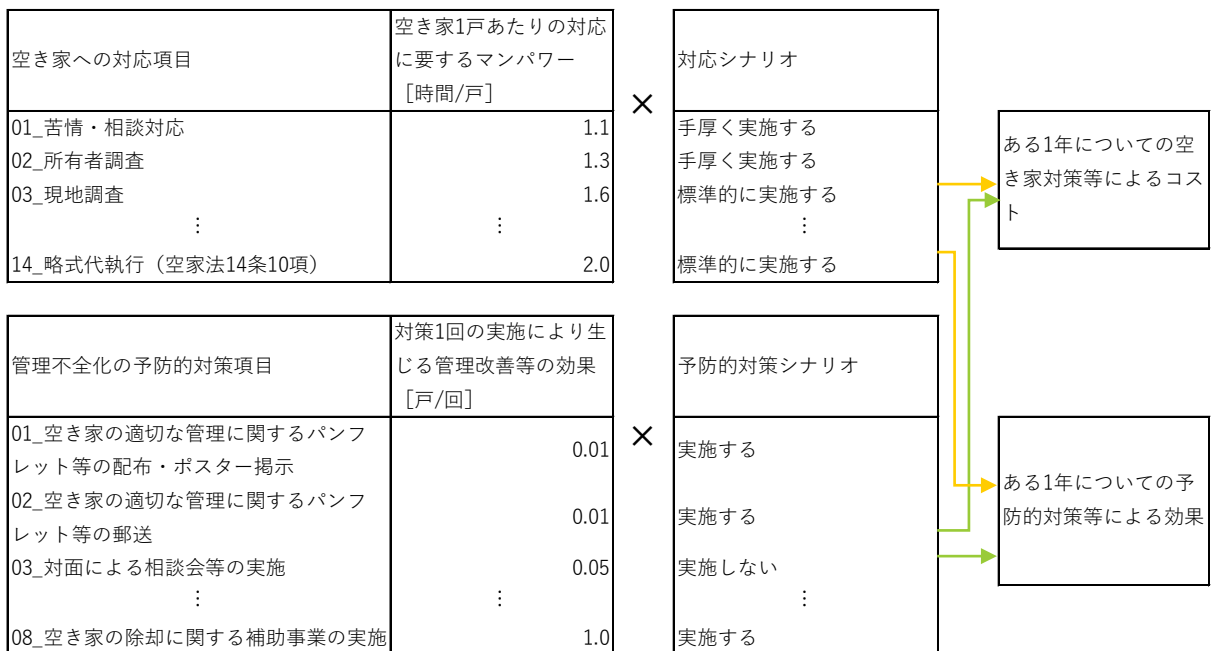 空き家への対応項目
空き家1戸あたりの対応
に要するマンパワー
［時間/戸］
×
対応シナリオ
01_苦情・相談対応
1.1
手厚く実施する
02_所有者調査
1.3
手厚く実施する
03_現地調査
1.6
標準的に実施する
⋮
⋮
⋮
14_略式代執行（空家法14条10項）
2.0
標準的に実施する
ある1年についての空
き家対策等によるコス
ト
管理不全化の予防的対策項目
対策1回の実施により生
じる管理改善等の効果
［戸/回］
×
予防的対策シナリオ
01_空き家の適切な管理に関するパンフ
レット等の配布・ポスター掲示
0.01
実施する
02_空き家の適切な管理に関するパンフ
レット等の郵送
0.01
実施する
03_対面による相談会等の実施
0.05
実施しない
⋮
⋮
⋮
08_空き家の除却に関する補助事業の実施
1.0
実施する
ある1年についての予
防的対策等による効果